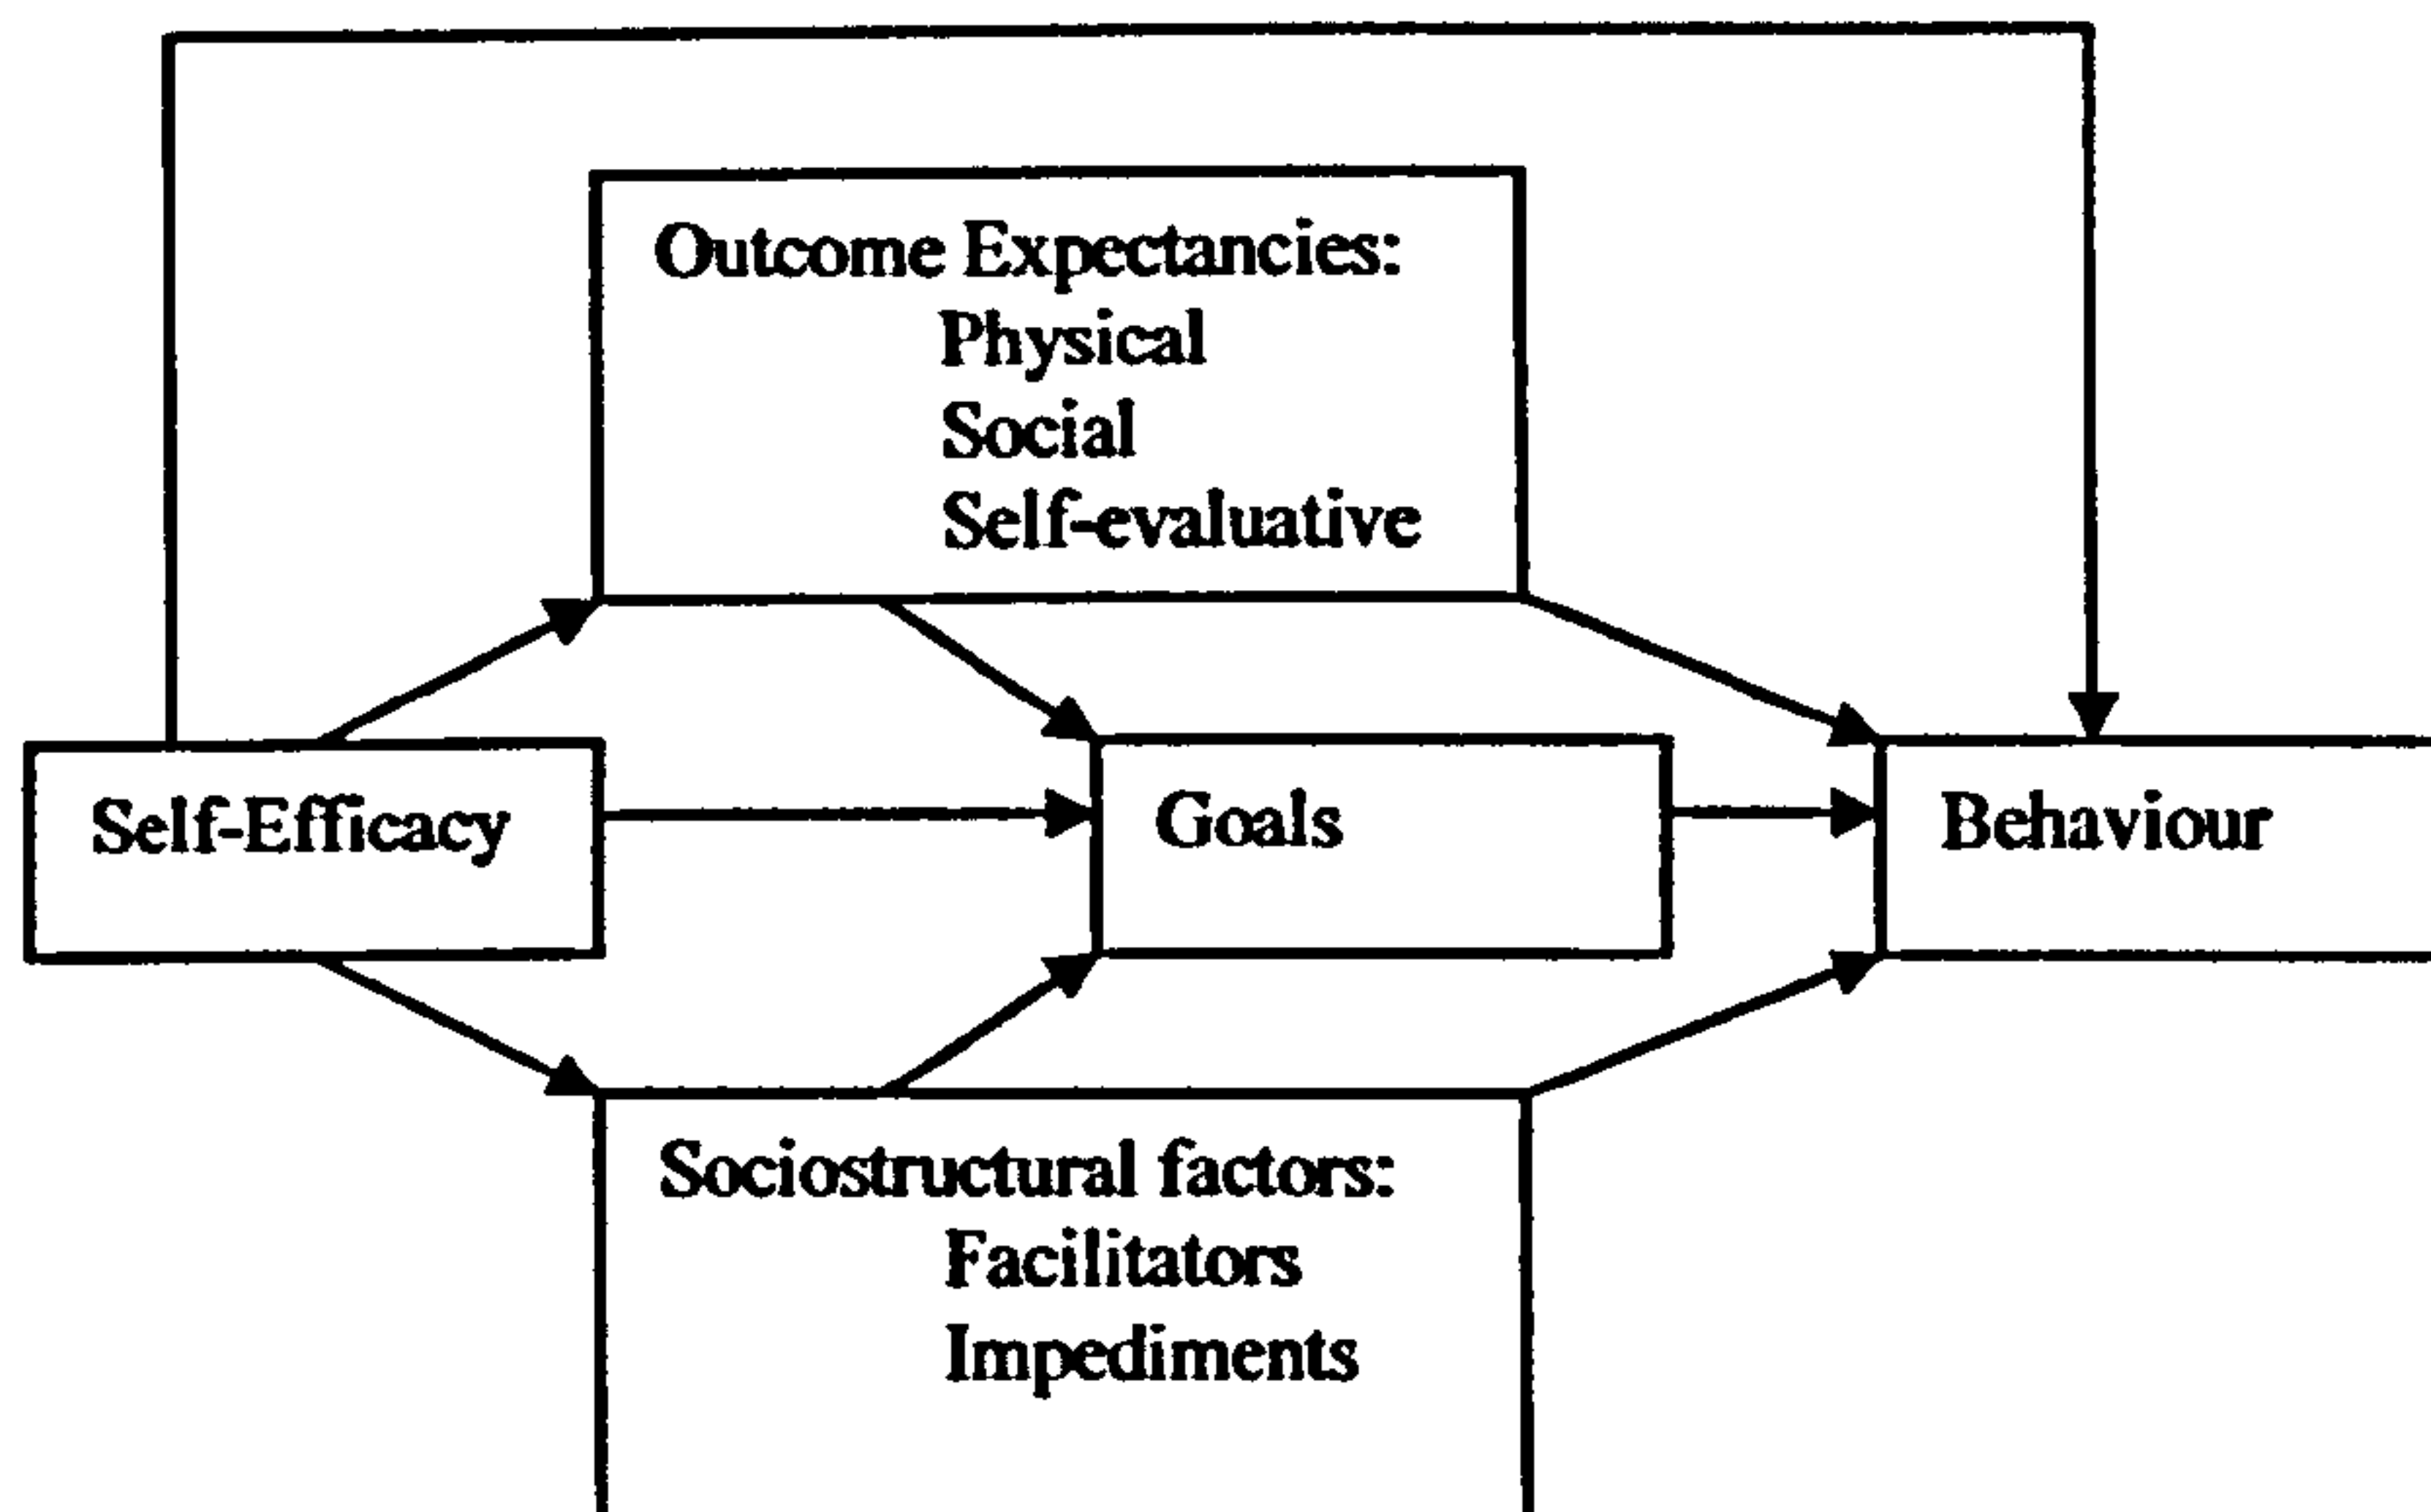 Outcome Expectancies:
Physical
Social
Self-evaluative
Self-Efficacy
Goals
Behaviour
Sociostructural factors:
Facilitators
Impediments